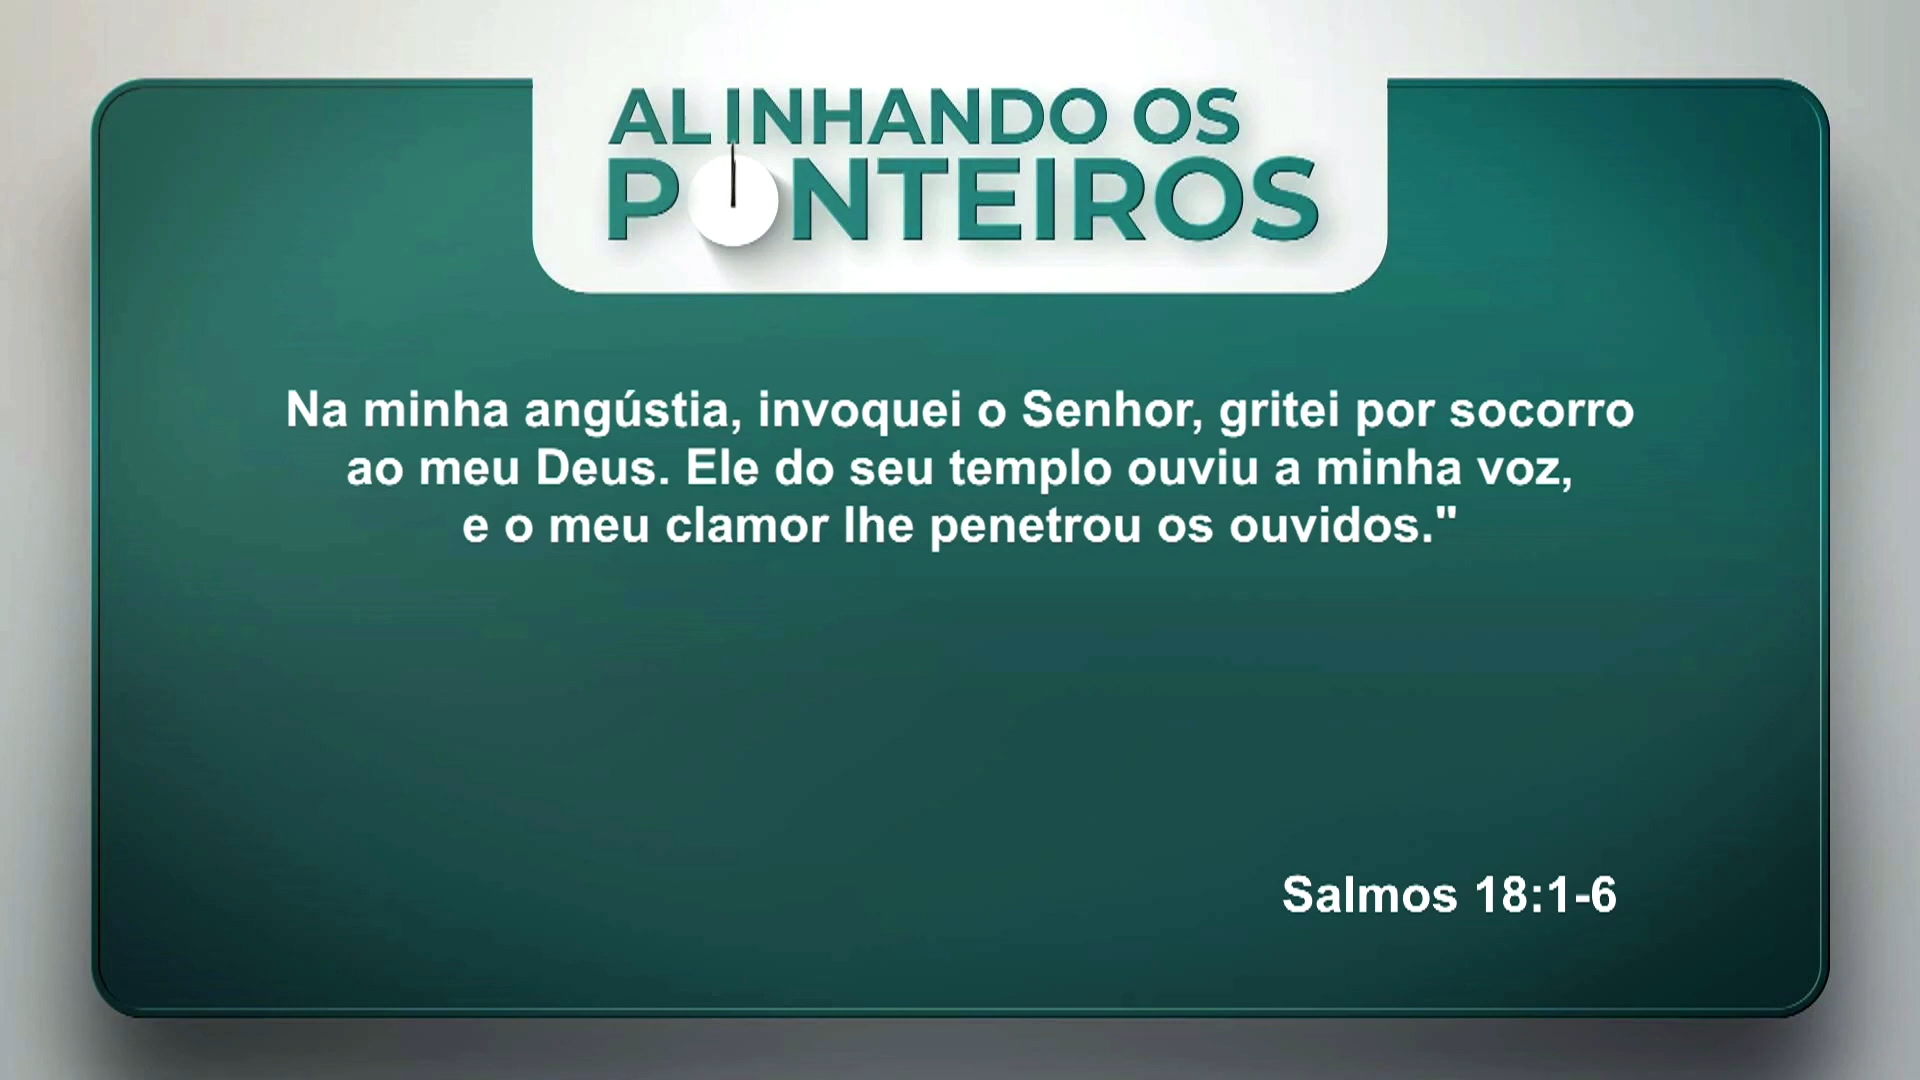 ALINHANDO OS
PONTEIROS
Na minha angústia, invoquei o Senhor, gritei por socorro
ao meu Deus. Ele do seu templo ouviu a minha voz,
e o meu clamor lhe penetrou os ouvidos."
Salmos 18:1-6